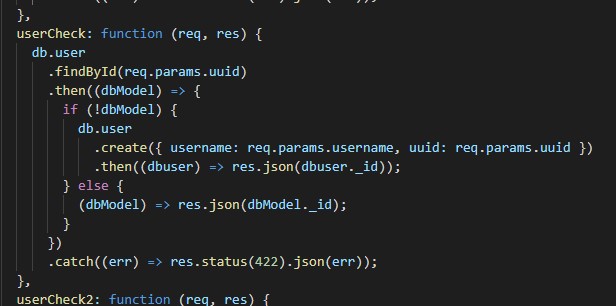 },
userCheck: function (req, res) {
  db.user
    .findById(req.params.uuid)
    .then((dbModel) => {
      if (!dbModel) {
        db.user
          .create({ username: req.params.username, uuid: req.params.uuid })
          .then((dbuser) => res.json(dbuser._id));
      } else {
        (dbModel) => res.json(dbModel._id);
      }
    })
    .catch((err) => res.status(422).json(err));
},
userCheck2: function (req, res) {